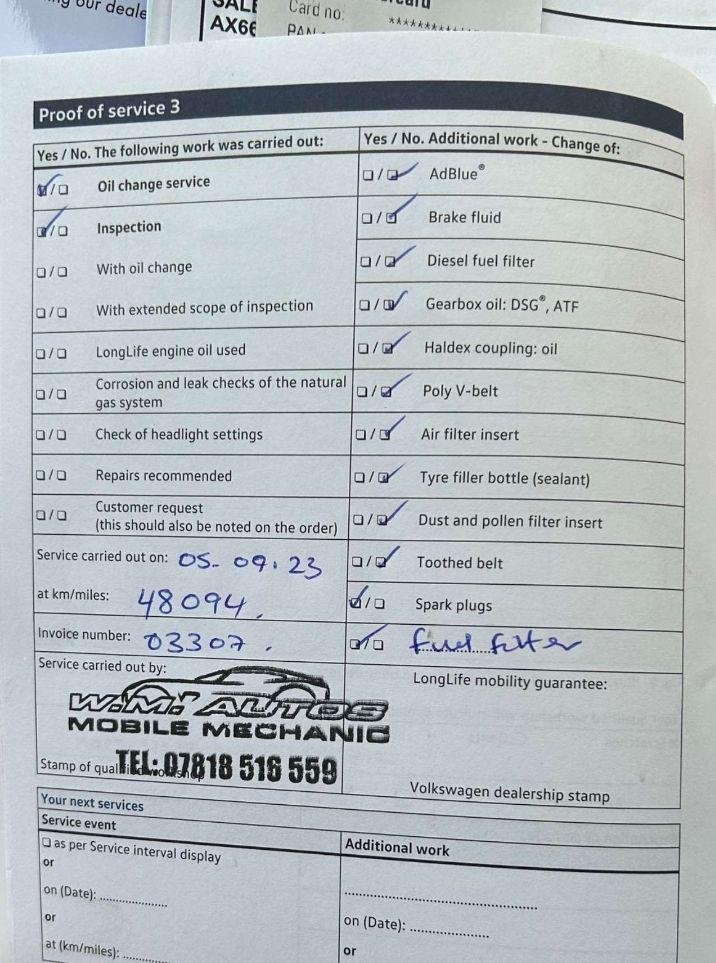 our deale
Card no:
AX66
Proof of service 3
Yes / No. The following work was carried out:
Oil change service
Inspection
With oil change
With extended scope of inspection
LongLife engine oil used
Corrosion and leak checks of the natural
gas system
Check of headlight settings
Repairs recommended
Customer request
(this should also be noted on the order)
Service carried out on: 05- 09. 23
at km/miles: 48094.
Invoice number: 03307.
Service carried out by:
W.M. AUTOS
MOBILE MECHANIC
TEL: 07818 516 559
Stamp of qualified workshop
Yes / No. Additional work - Change of:
AdBlue®
Brake fluid
Diesel fuel filter
Gearbox oil: DSG®, ATF
Haldex coupling: oil
Poly V-belt
Air filter insert
Tyre filler bottle (sealant)
Dust and pollen filter insert
Toothed belt
Spark plugs
fuel filter
LongLife mobility guarantee:
Volkswagen dealership stamp
Your next services
Service event
as per Service interval display
or
on (Date): ..................
or
at (km/miles): ............
Additional work
..................................................
on (Date): ....................
or